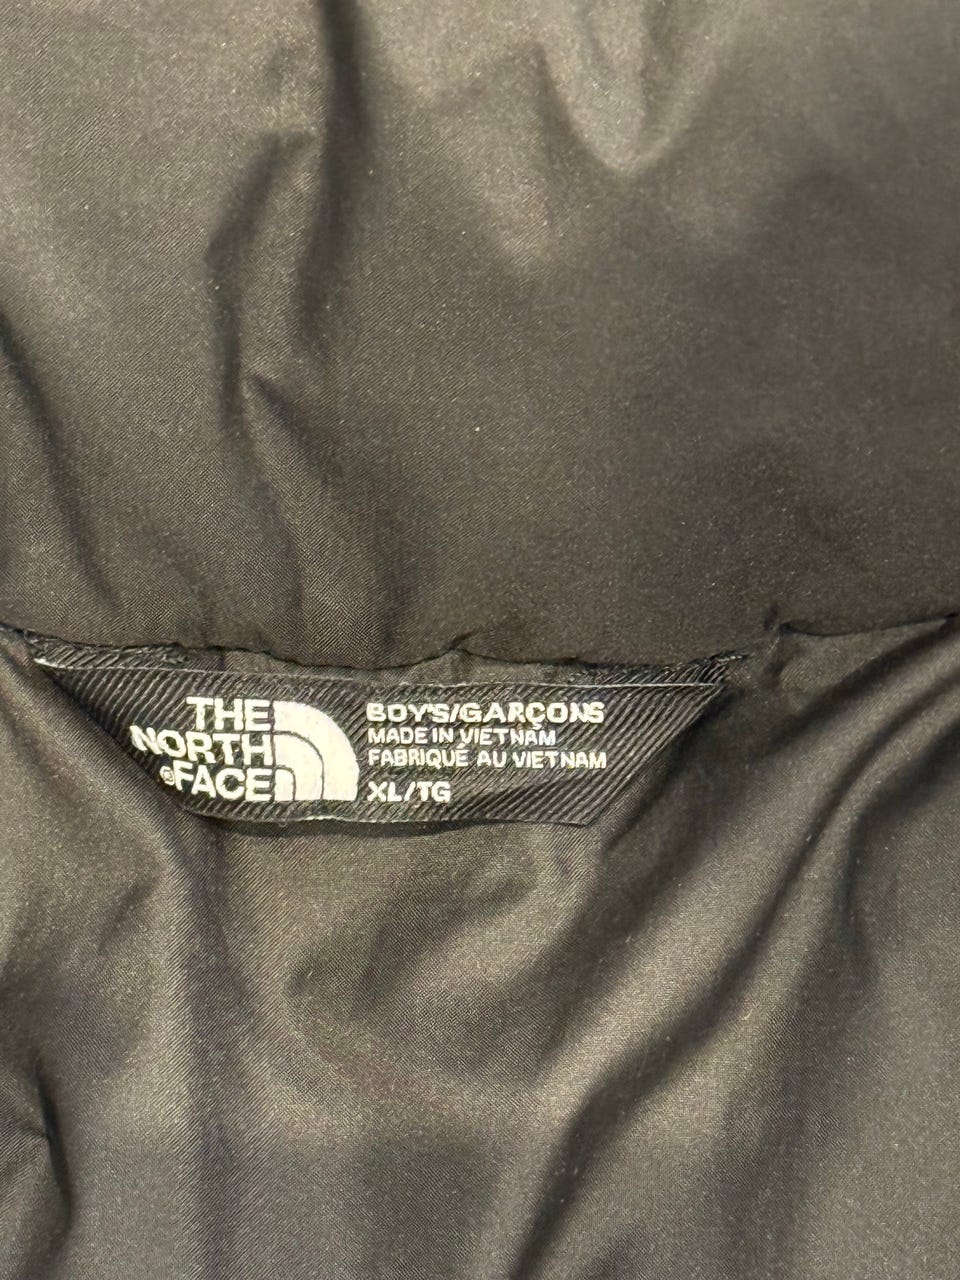 THE
NORTH
®FACE
BOY'S/GARÇONS
MADE IN VIETNAM
FABRIQUÉ AU VIETNAM
XL/TG